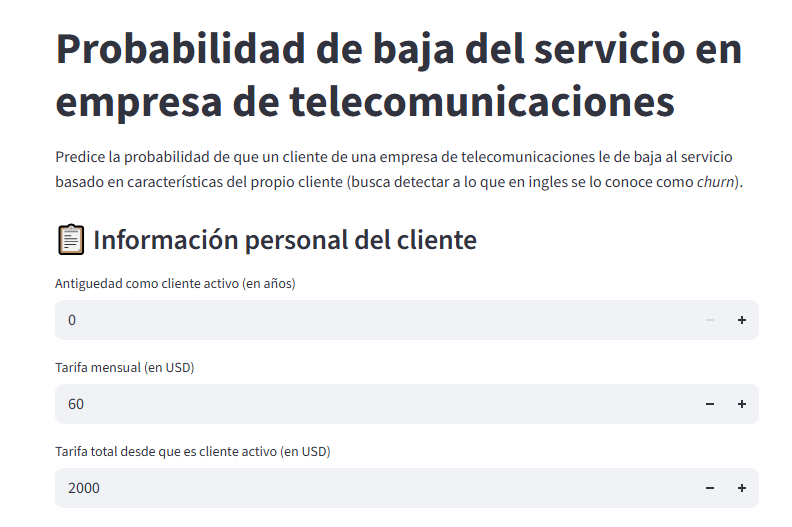 Probabilidad de baja del servicio en
empresa de telecomunicaciones
Predice la probabilidad de que un cliente de una empresa de telecomunicaciones le de baja al servicio
basado en características del propio cliente (busca detectar a lo que en ingles se lo conoce como churn).
Información personal del cliente
Antiguedad como cliente activo (en años)
0
Tarifa mensual (en USD)
60
Tarifa total desde que es cliente activo (en USD)
2000